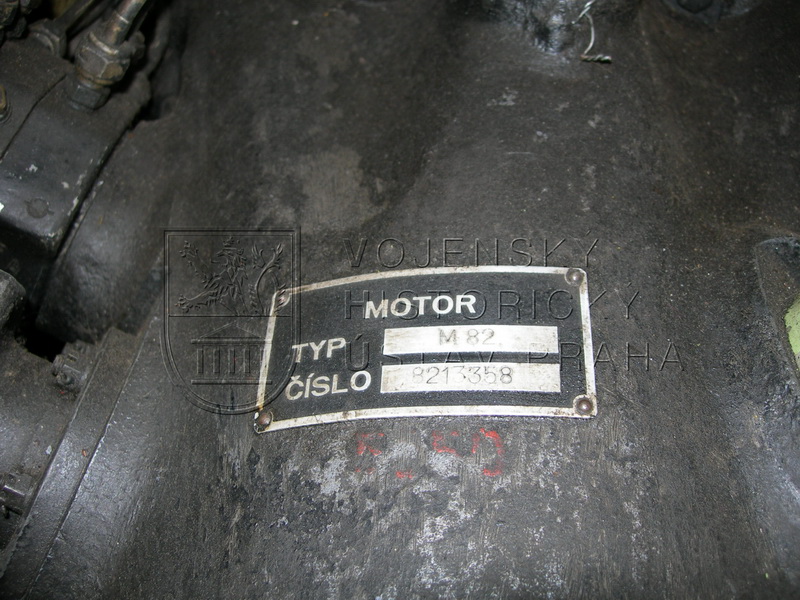 MOTOR
TYP M 82
ČÍSLO 8213358
VOJENSKÝ
HISTORICKÝ
ÚSTAV PRAHA